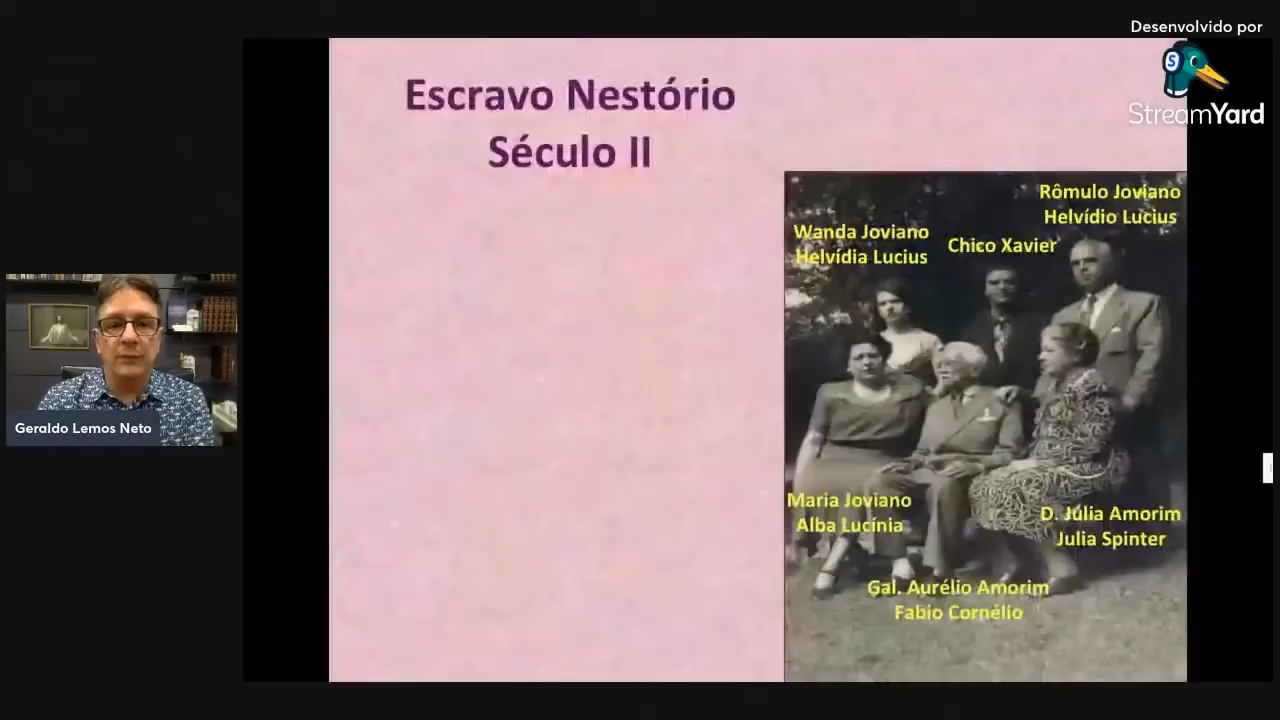 Desenvolvido por
StreamYard
Escravo Nestório
Século II
Rômulo Joviano
Helvídio Lucius
Wanda Joviano
Helvídia Lucius
Chico Xavier
Maria Joviano
Alba Lucínia
D. Júlia Amorim
Julia Spinter
Gal. Aurélio Amorim
Fabio Cornélio
Geraldo Lemos Neto